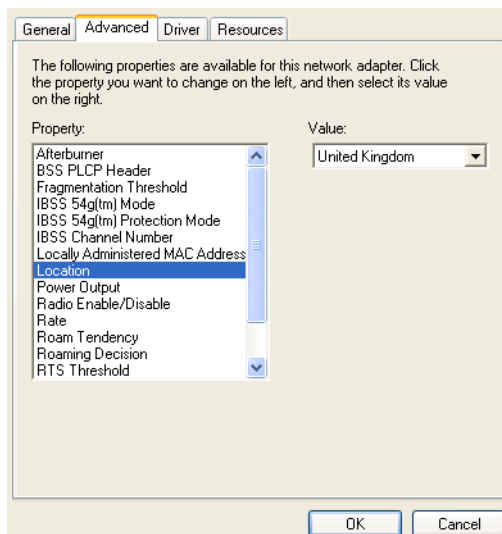 General Advanced Driver Resources
The following properties are available for this network adapter. Click
the property you want to change on the left, and then select its value
on the right.
Property:
Value:
Afterburner
BSS PLCP Header
Fragmentation Threshold
IBSS 54g(tm) Mode
IBSS 54g(tm) Protection Mode
IBSS Channel Number
Locally Administered MAC Address
Location
Power Output
Radio Enable/Disable
Rate
Roam Tendency
Roaming Decision
RTS Threshold
United Kingdom
OK Cancel